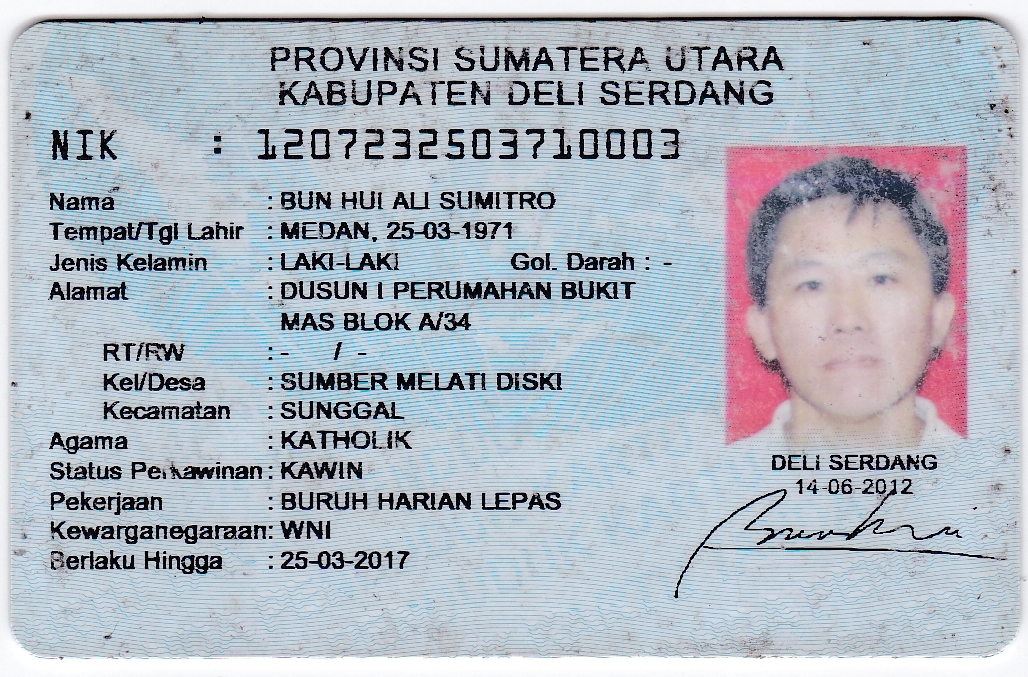 PROVINSI SUMATERA UTARA
KABUPATEN DELI SERDANG
NIK : 1207232503710003
Nama : BUN HUI ALI SUMITRO
Tempat/Tgl Lahir : MEDAN, 25-03-1971
Jenis Kelamin : LAKI-LAKI Gol. Darah : -
Alamat : DUSUN I PERUMAHAN BUKIT
MAS BLOK A/34
RT/RW : - / -
Kel/Desa : SUMBER MELATI DISKI
Kecamatan : SUNGGAL
Agama : KATHOLIK
Status Perkawinan : KAWIN
Pekerjaan : BURUH HARIAN LEPAS
Kewarganegaraan: WNI
Berlaku Hingga : 25-03-2017
DELI SERDANG
14-06-2012
Bun Hui